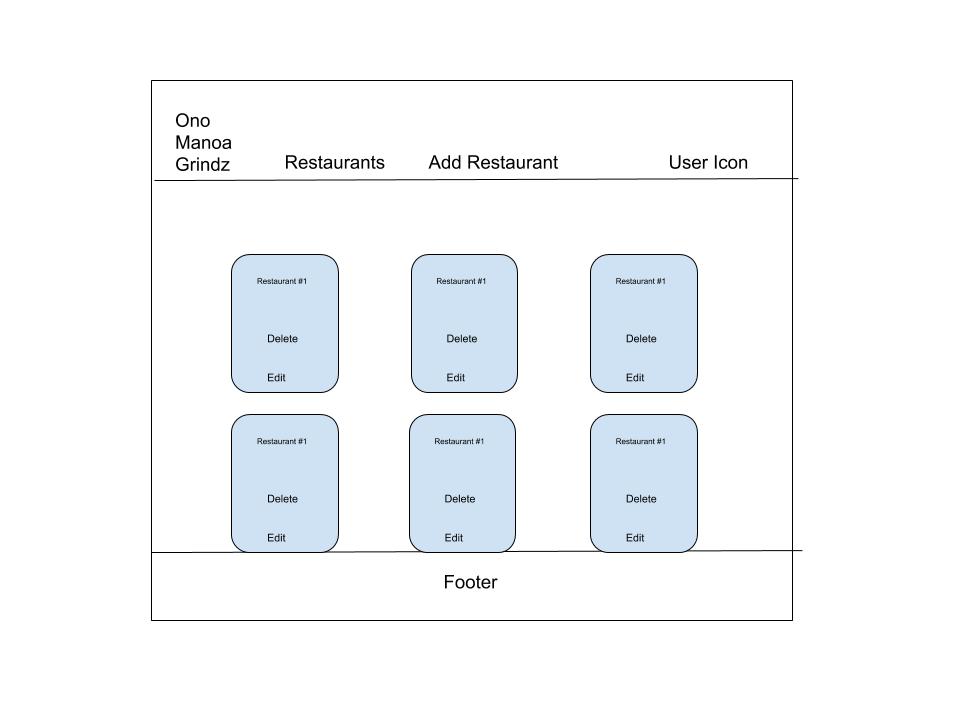 Ono
Manoa
Grindz
Restaurants
Add Restaurant
User Icon
Restaurant #1
Delete
Edit
Restaurant #1
Delete
Edit
Restaurant #1
Delete
Edit
Restaurant #1
Delete
Edit
Restaurant #1
Delete
Edit
Restaurant #1
Delete
Edit
Footer